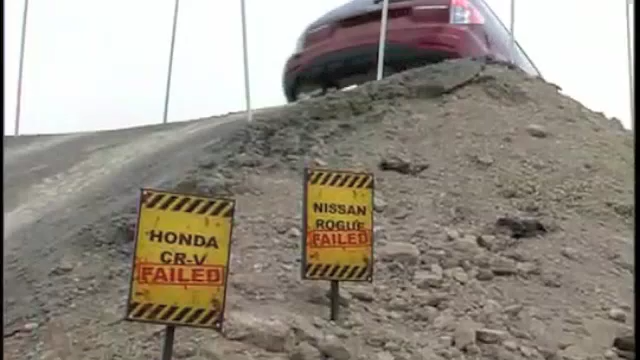 HONDA
CR-V
FAILED
NISSAN
ROGUE
FAILED